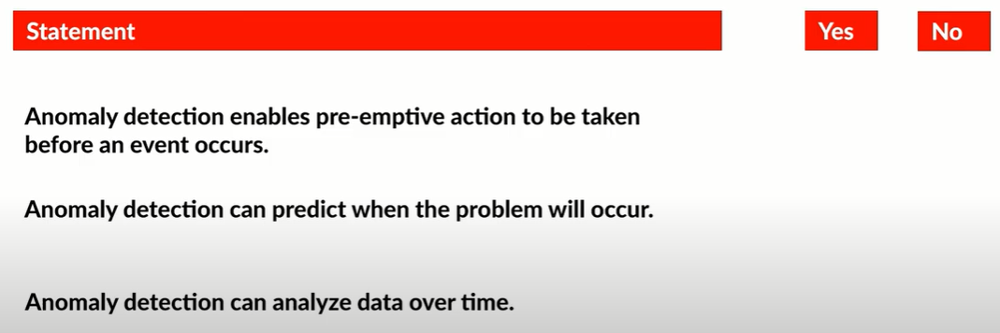 Statement Yes No
Anomaly detection enables pre-emptive action to be taken
before an event occurs.
Anomaly detection can predict when the problem will occur.
Anomaly detection can analyze data over time.